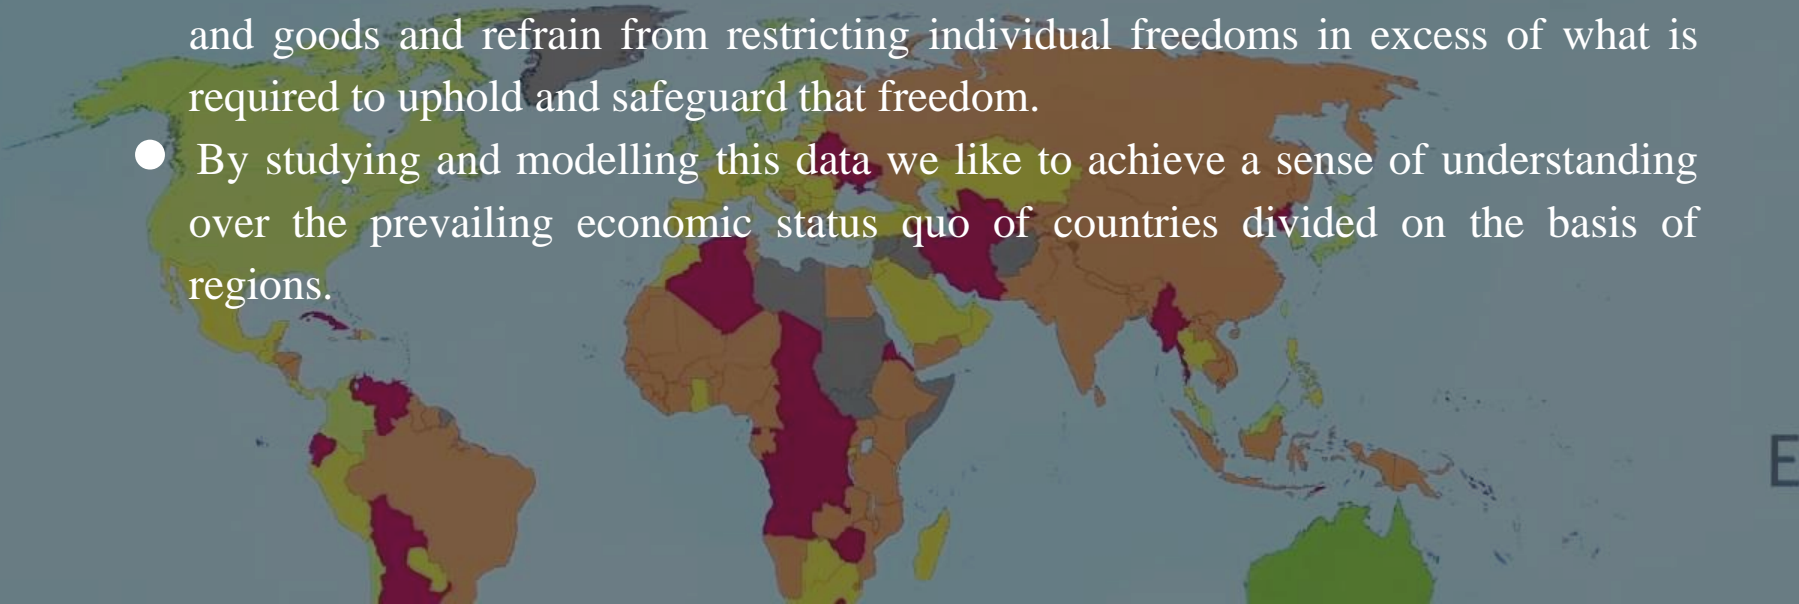 and goods and refrain from restricting individual freedoms in excess of what is
required to uphold and safeguard that freedom.
● By studying and modelling this data we like to achieve a sense of understanding
over the prevailing economic status quo of countries divided on the basis of
regions.
E